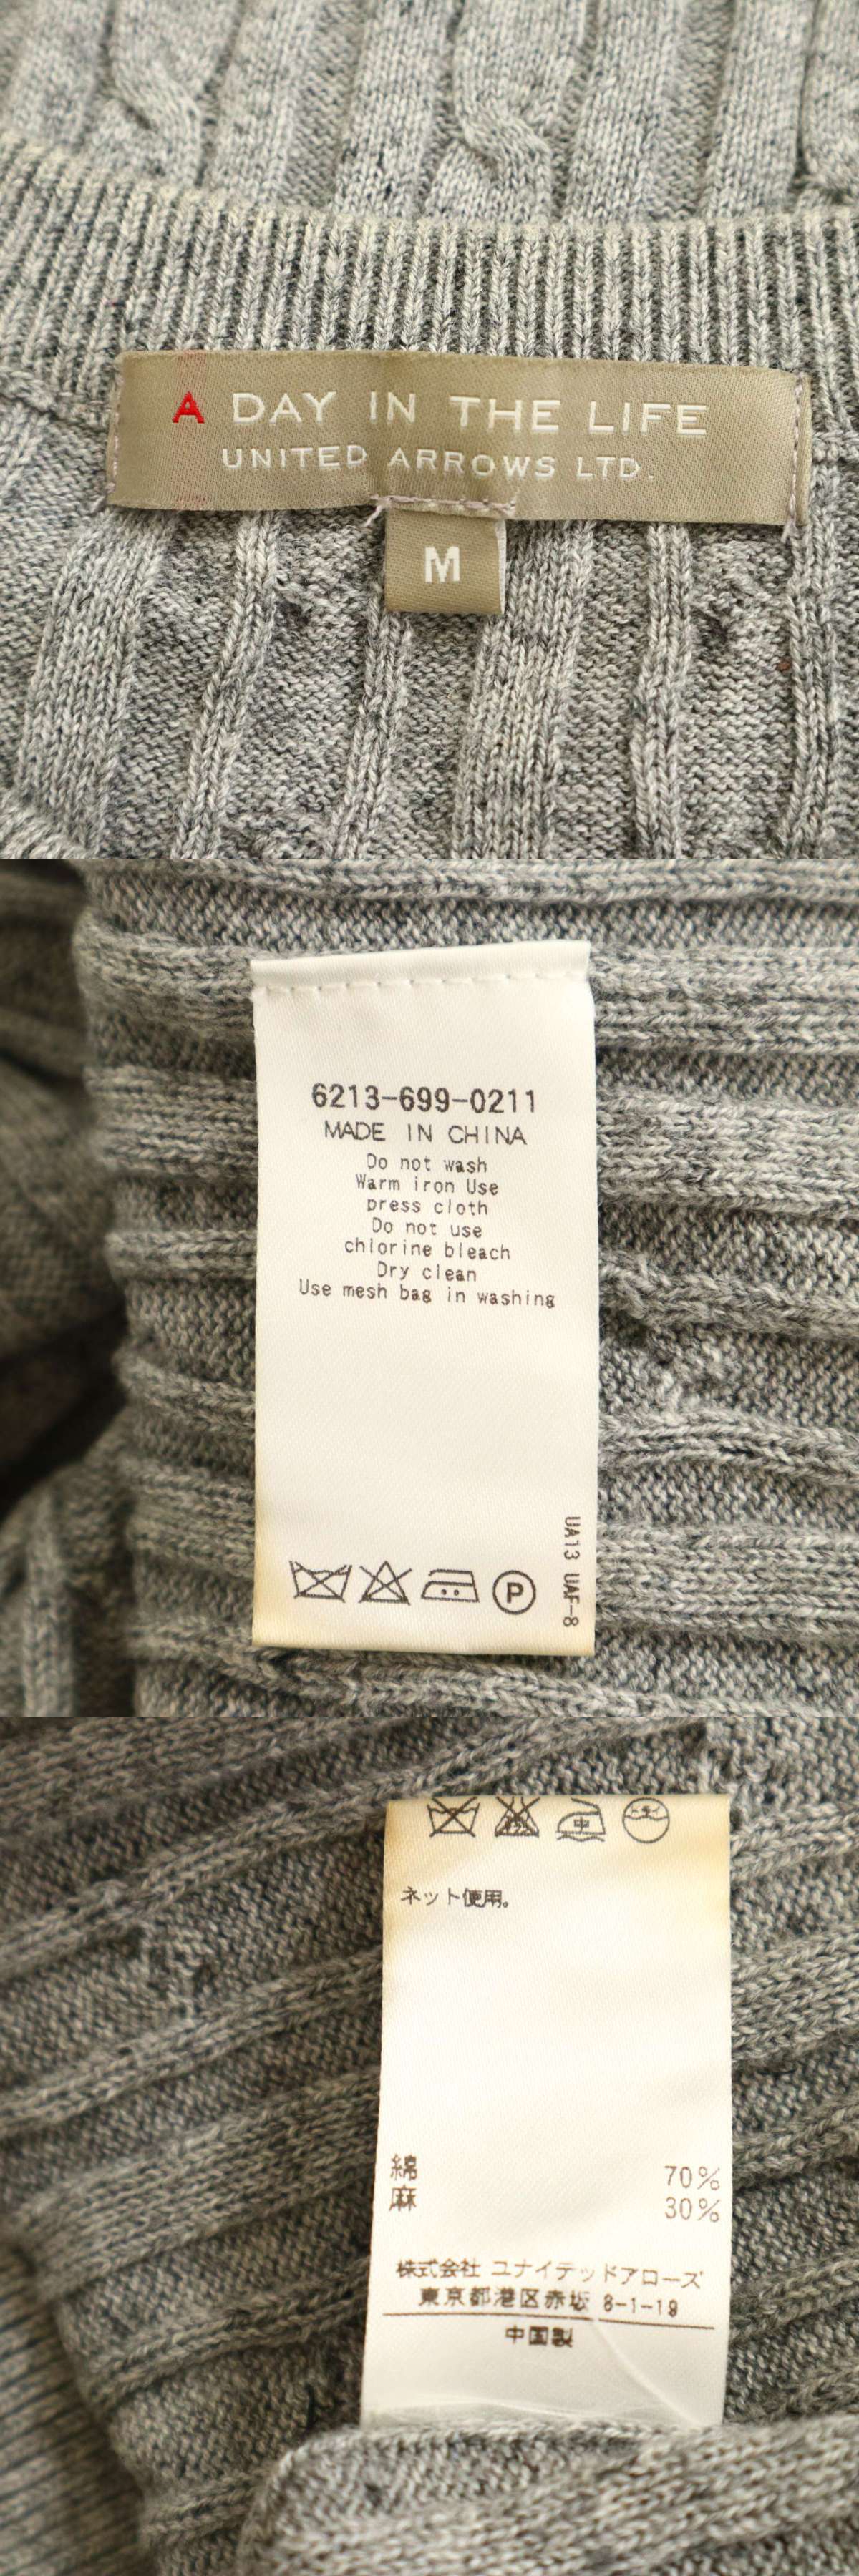 A DAY IN THE LIFE
UNITED ARROWS LTD.
M
6213-699-0211
MADE IN CHINA
Do not wash
Warm iron Use
press cloth
Do not use
chlorine bleach
Dry clean
Use mesh bag in washing
UA13 UAF-8
P
中
ドライ
ネット使用。
綿 70%
麻 30%
株式会社 ユナイテッドアローズ
東京都港区赤坂 8-1-19
中国製